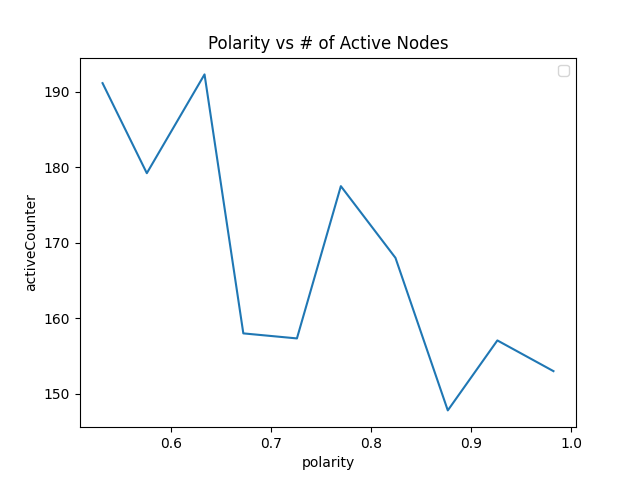 Polarity vs # of Active Nodes
190
180
170
160
150
activeCounter
0.6 0.7 0.8 0.9 1.0
polarity